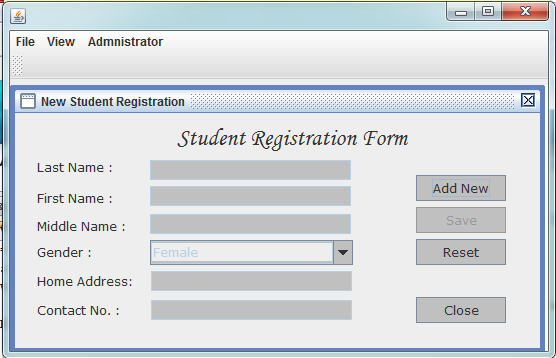 File View Admnistrator
New Student Registration
Student Registration Form
Last Name :
First Name :
Add New
Middle Name :
Save
Gender :
Female
Reset
Home Address:
Contact No. :
Close